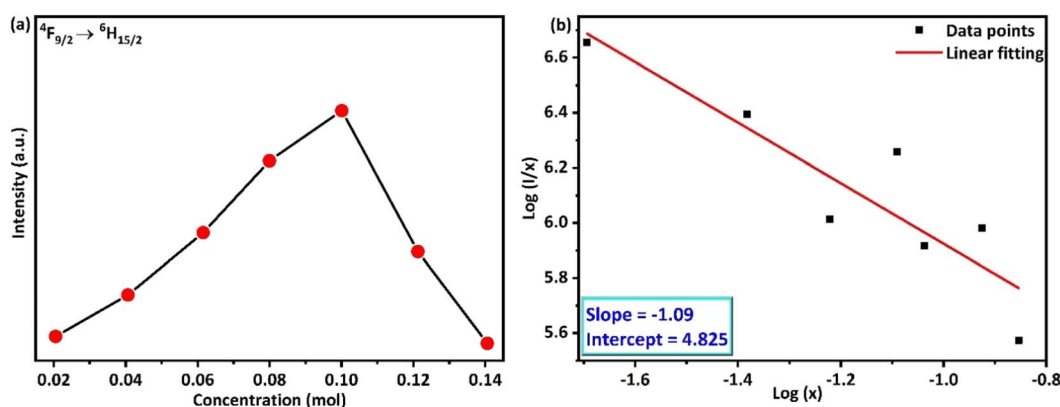 (a)
⁴F₉/₂ → ⁶H₁₅/₂
Intensity (a.u.)
0.02 0.04 0.06 0.08 0.10 0.12 0.14
Concentration (mol)
(b)
Data points
Linear fitting
Log (I/x)
6.6
6.4
6.2
6.0
5.8
5.6
Slope = -1.09
Intercept = 4.825
-1.6 -1.4 -1.2 -1.0 -0.8
Log (x)